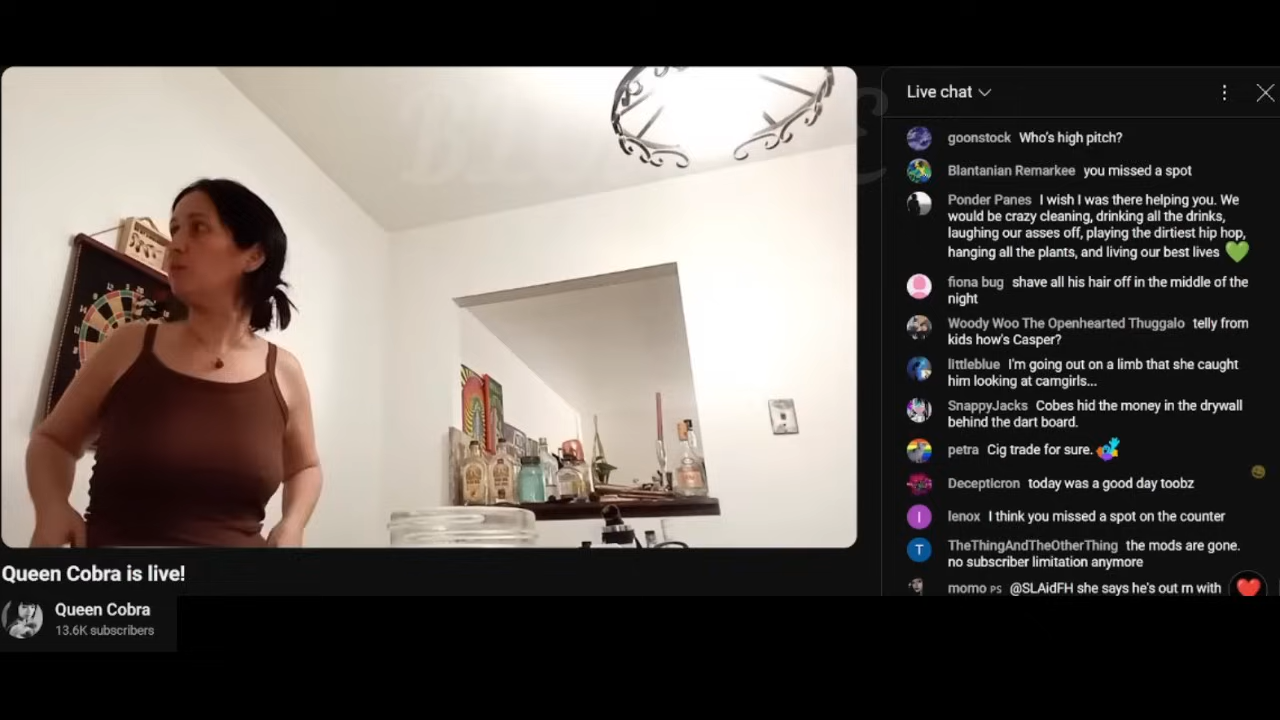 Live chat
goonstock Who's high pitch?
Blantanian Remarkee you missed a spot
Ponder Panes I wish I was there helping you. We
would be crazy cleaning, drinking all the drinks,
laughing our asses off, playing the dirtiest hip hop,
hanging all the plants, and living our best lives 💚
fiona bug shave all his hair off in the middle of the
night
Woody Woo The Openhearted Thuggalo telly from
kids how's Casper?
littleblue I'm going out on a limb that she caught
him looking at camgirls...
SnappyJacks Cobes hid the money in the drywall
behind the dart board.
petra Cig trade for sure.
Decepticron today was a good day toobz
I
lenox I think you missed a spot on the counter
T
TheThingAndTheOtherThing the mods are gone.
no subscriber limitation anymore
momo PS @SLAidFH she says he's out rn with
Queen Cobra is live!
Queen Cobra
13.6K subscribers